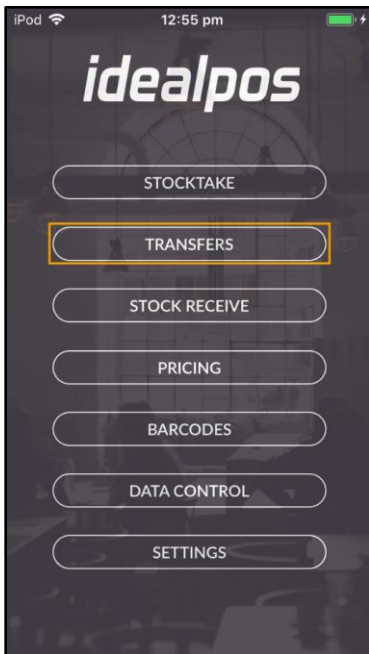 iPod 12:55 pm
idealpos
STOCKTAKE
TRANSFERS
STOCK RECEIVE
PRICING
BARCODES
DATA CONTROL
SETTINGS